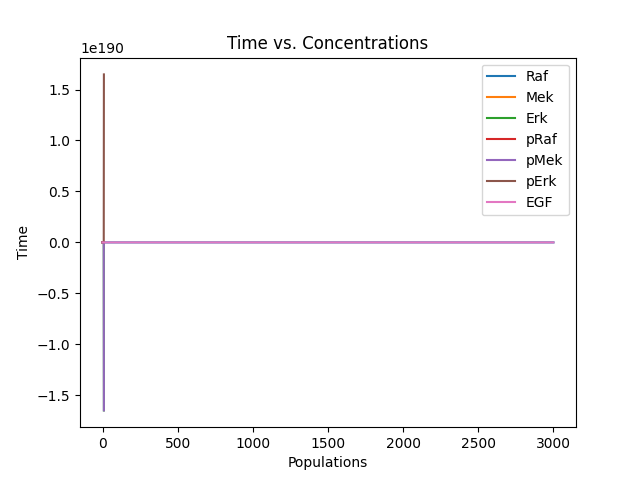 Time vs. Concentrations
1e190
Raf
Mek
Erk
pRaf
pMek
pErk
EGF
1.5
1.0
0.5
0.0
−0.5
−1.0
−1.5
Time
0 500 1000 1500 2000 2500 3000
Populations